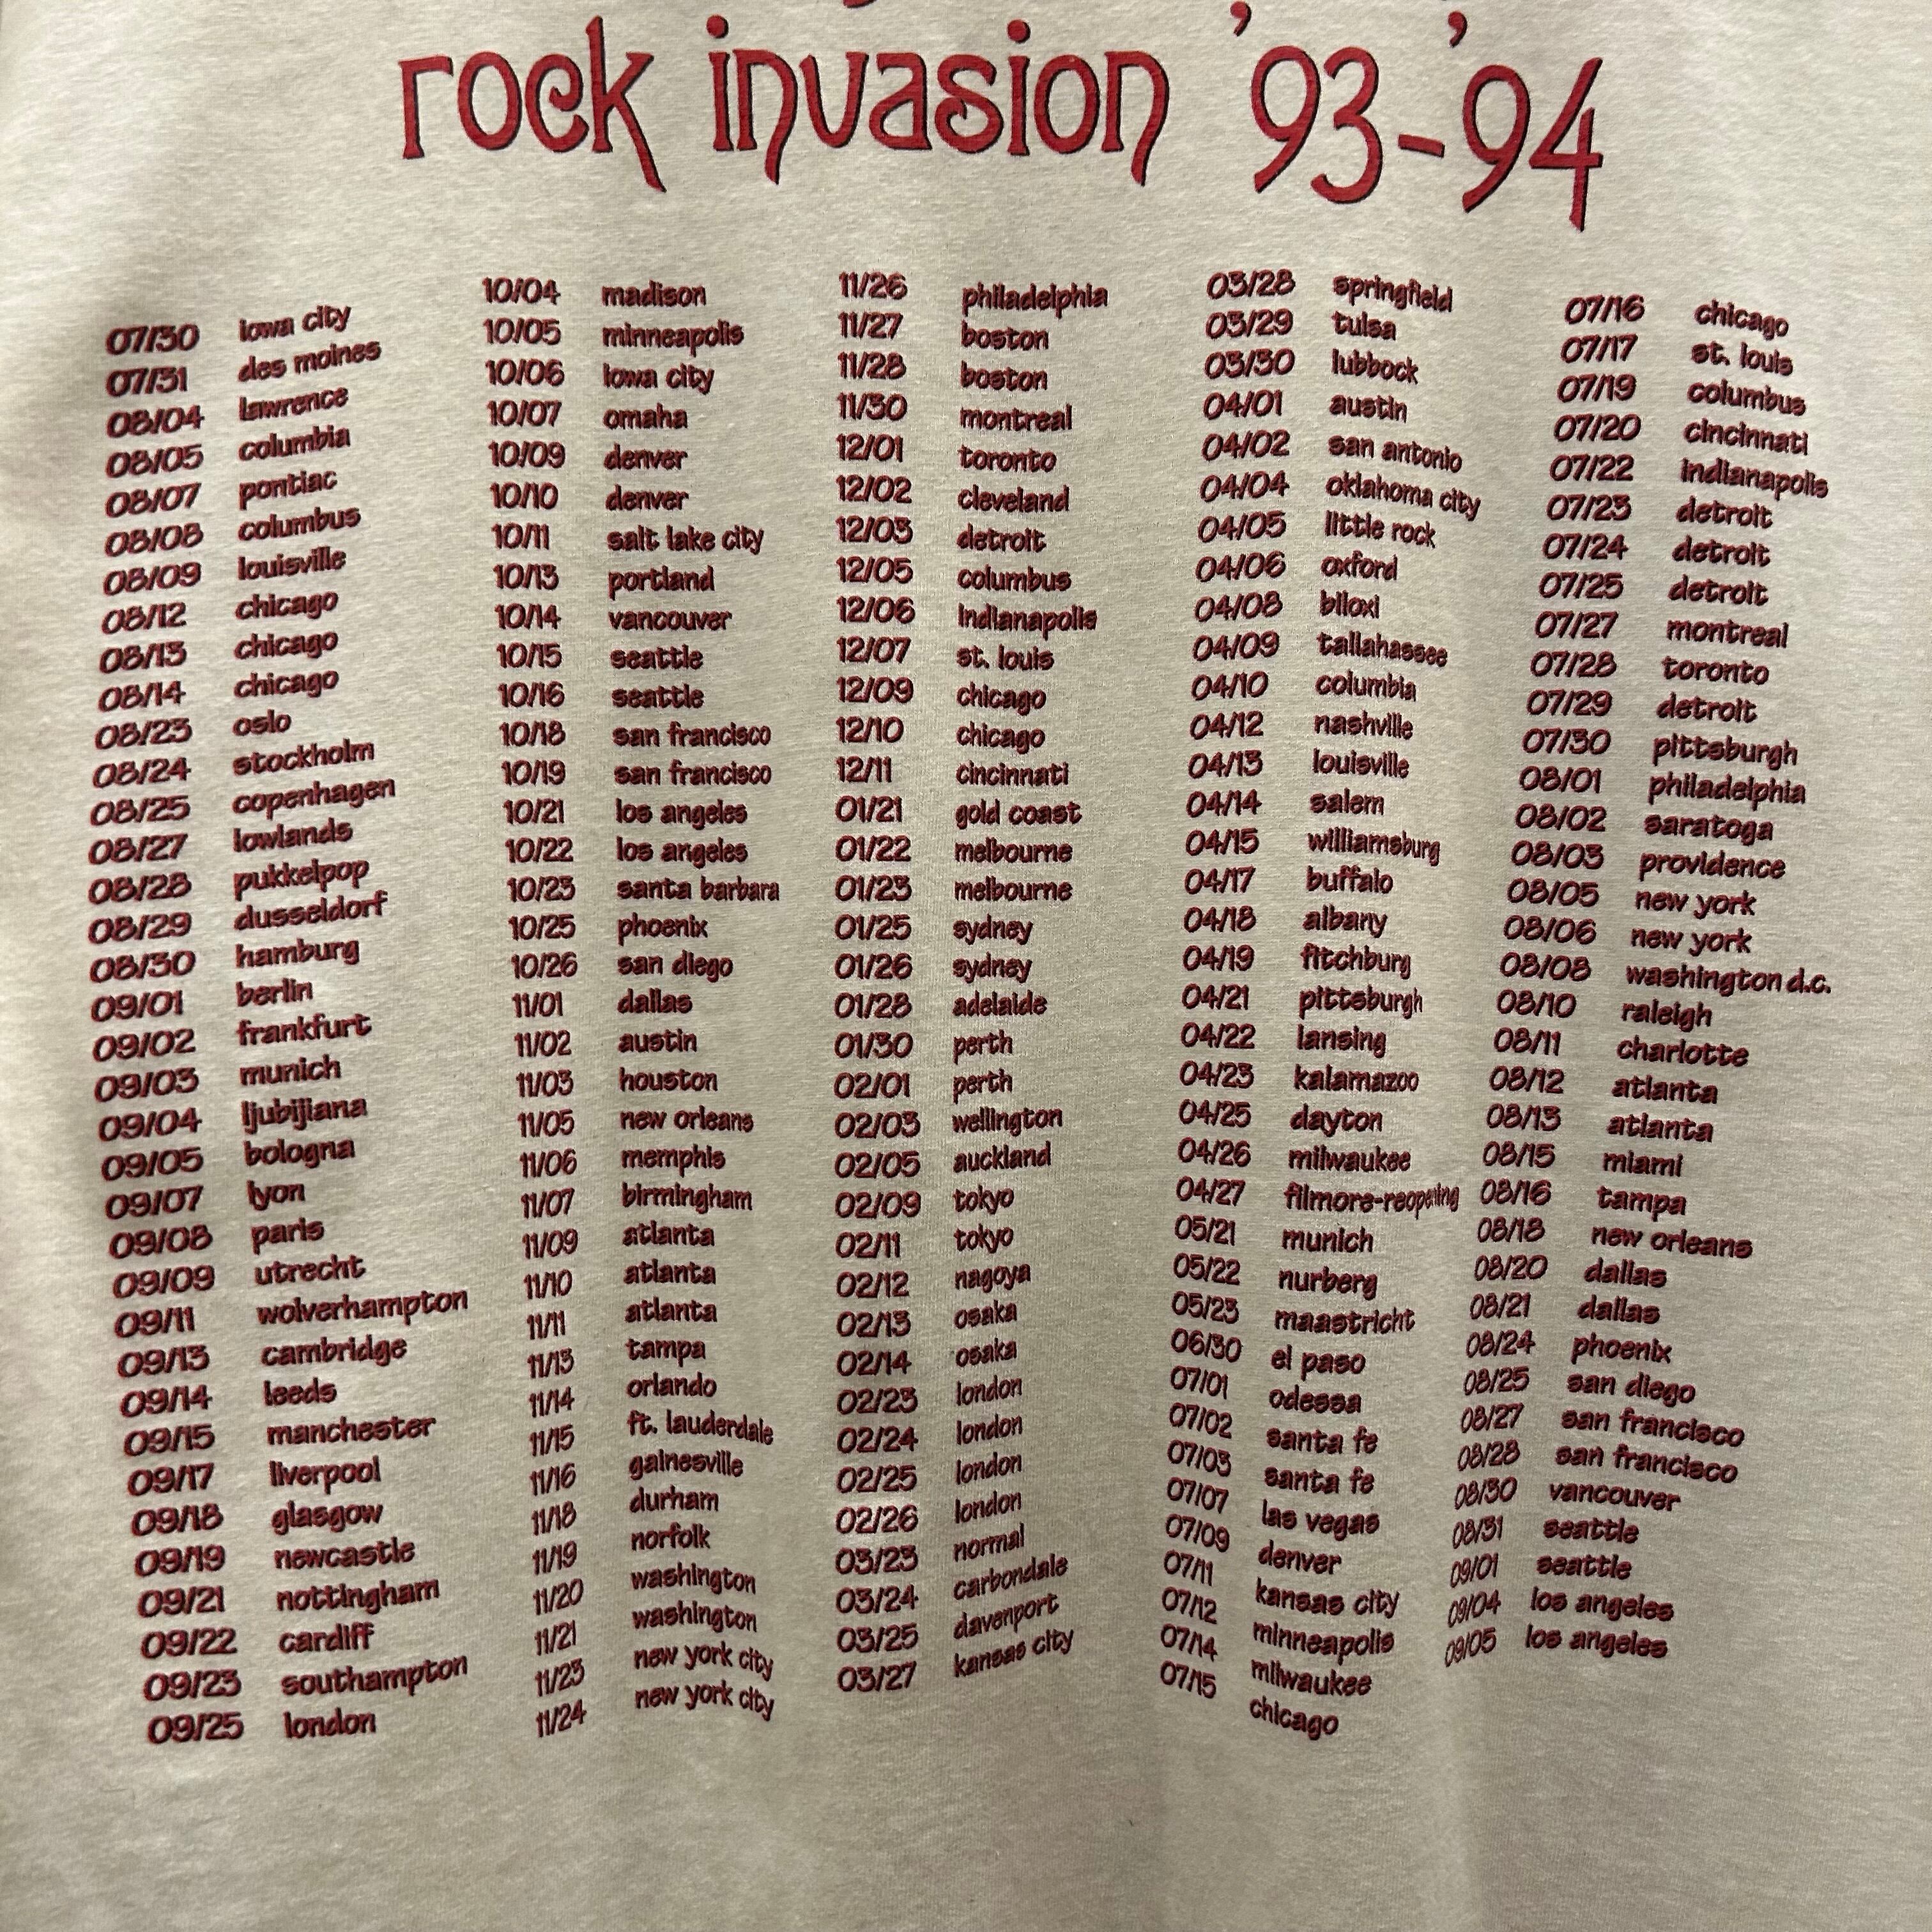 rock invasion '93-'94
07/30 iowa city
07/31 des moines
08/04 lawrence
08/05 columbia
08/07 pontiac
08/08 columbus
08/09 louisville
08/12 chicago
08/13 chicago
08/14 chicago
08/23 oslo
08/24 stockholm
08/25 copenhagen
08/27 lowlands
08/28 pukkelpop
08/29 dusseldorf
08/30 hamburg
09/01 berlin
09/02 frankfurt
09/03 munich
09/04 ljubijiana
09/05 bologna
09/07 lyon
09/08 paris
09/09 utrecht
09/11 wolverhampton
09/13 cambridge
09/14 leeds
09/15 manchester
09/17 liverpool
09/18 glasgow
09/19 newcastle
09/21 nottingham
09/22 cardiff
09/23 southampton
09/25 london
10/04 madison
10/05 minneapolis
10/06 iowa city
10/07 omaha
10/09 denver
10/10 denver
10/11 salt lake city
10/13 portland
10/14 vancouver
10/15 seattle
10/16 seattle
10/18 san francisco
10/19 san francisco
10/21 los angeles
10/22 los angeles
10/23 santa barbara
10/25 phoenix
10/26 san diego
11/01 dallas
11/02 austin
11/03 houston
11/05 new orleans
11/06 memphis
11/07 birmingham
11/09 atlanta
11/10 atlanta
11/11 atlanta
11/13 tampa
11/14 orlando
11/15 ft. lauderdale
11/16 gainesville
11/18 durham
11/19 norfolk
11/20 washington
11/21 washington
11/23 new york city
11/24 new york city
11/26 philadelphia
11/27 boston
11/28 boston
11/30 montreal
12/01 toronto
12/02 cleveland
12/03 detroit
12/05 columbus
12/06 indianapolis
12/07 st. louis
12/09 chicago
12/10 chicago
12/11 cincinnati
01/21 gold coast
01/22 melbourne
01/23 melbourne
01/25 sydney
01/26 sydney
01/28 adelaide
01/30 perth
02/01 perth
02/03 wellington
02/05 auckland
02/09 tokyo
02/11 tokyo
02/12 nagoya
02/13 osaka
02/14 osaka
02/23 london
02/24 london
02/25 london
02/26 london
03/23 normal
03/24 carbondale
03/25 davenport
03/27 kansas city
03/28 springfield
03/29 tulsa
03/30 lubbock
04/01 austin
04/02 san antonio
04/04 oklahoma city
04/05 little rock
04/06 oxford
04/08 biloxi
04/09 tallahassee
04/10 columbia
04/12 nashville
04/13 louisville
04/14 salem
04/15 williamsburg
04/17 buffalo
04/18 albany
04/19 fitchburg
04/21 pittsburgh
04/22 lansing
04/23 kalamazoo
04/25 dayton
04/26 milwaukee
04/27 filmore-reopening
05/21 munich
05/22 nurberg
05/23 maastricht
06/30 el paso
07/01 odessa
07/02 santa fe
07/03 santa fe
07/07 las vegas
07/09 denver
07/11 kansas city
07/12 minneapolis
07/14 milwaukee
07/15 chicago
07/16 chicago
07/17 st. louis
07/19 columbus
07/20 cincinnati
07/22 indianapolis
07/23 detroit
07/24 detroit
07/25 detroit
07/27 montreal
07/28 toronto
07/29 detroit
07/30 pittsburgh
08/01 philadelphia
08/02 saratoga
08/03 providence
08/05 new york
08/06 new york
08/08 washington d.c.
08/10 raleigh
08/11 charlotte
08/12 atlanta
08/13 atlanta
08/15 miami
08/16 tampa
08/18 new orleans
08/20 dallas
08/21 dallas
08/24 phoenix
08/25 san diego
08/27 san francisco
08/28 san francisco
08/30 vancouver
08/31 seattle
09/01 seattle
09/04 los angeles
09/05 los angeles